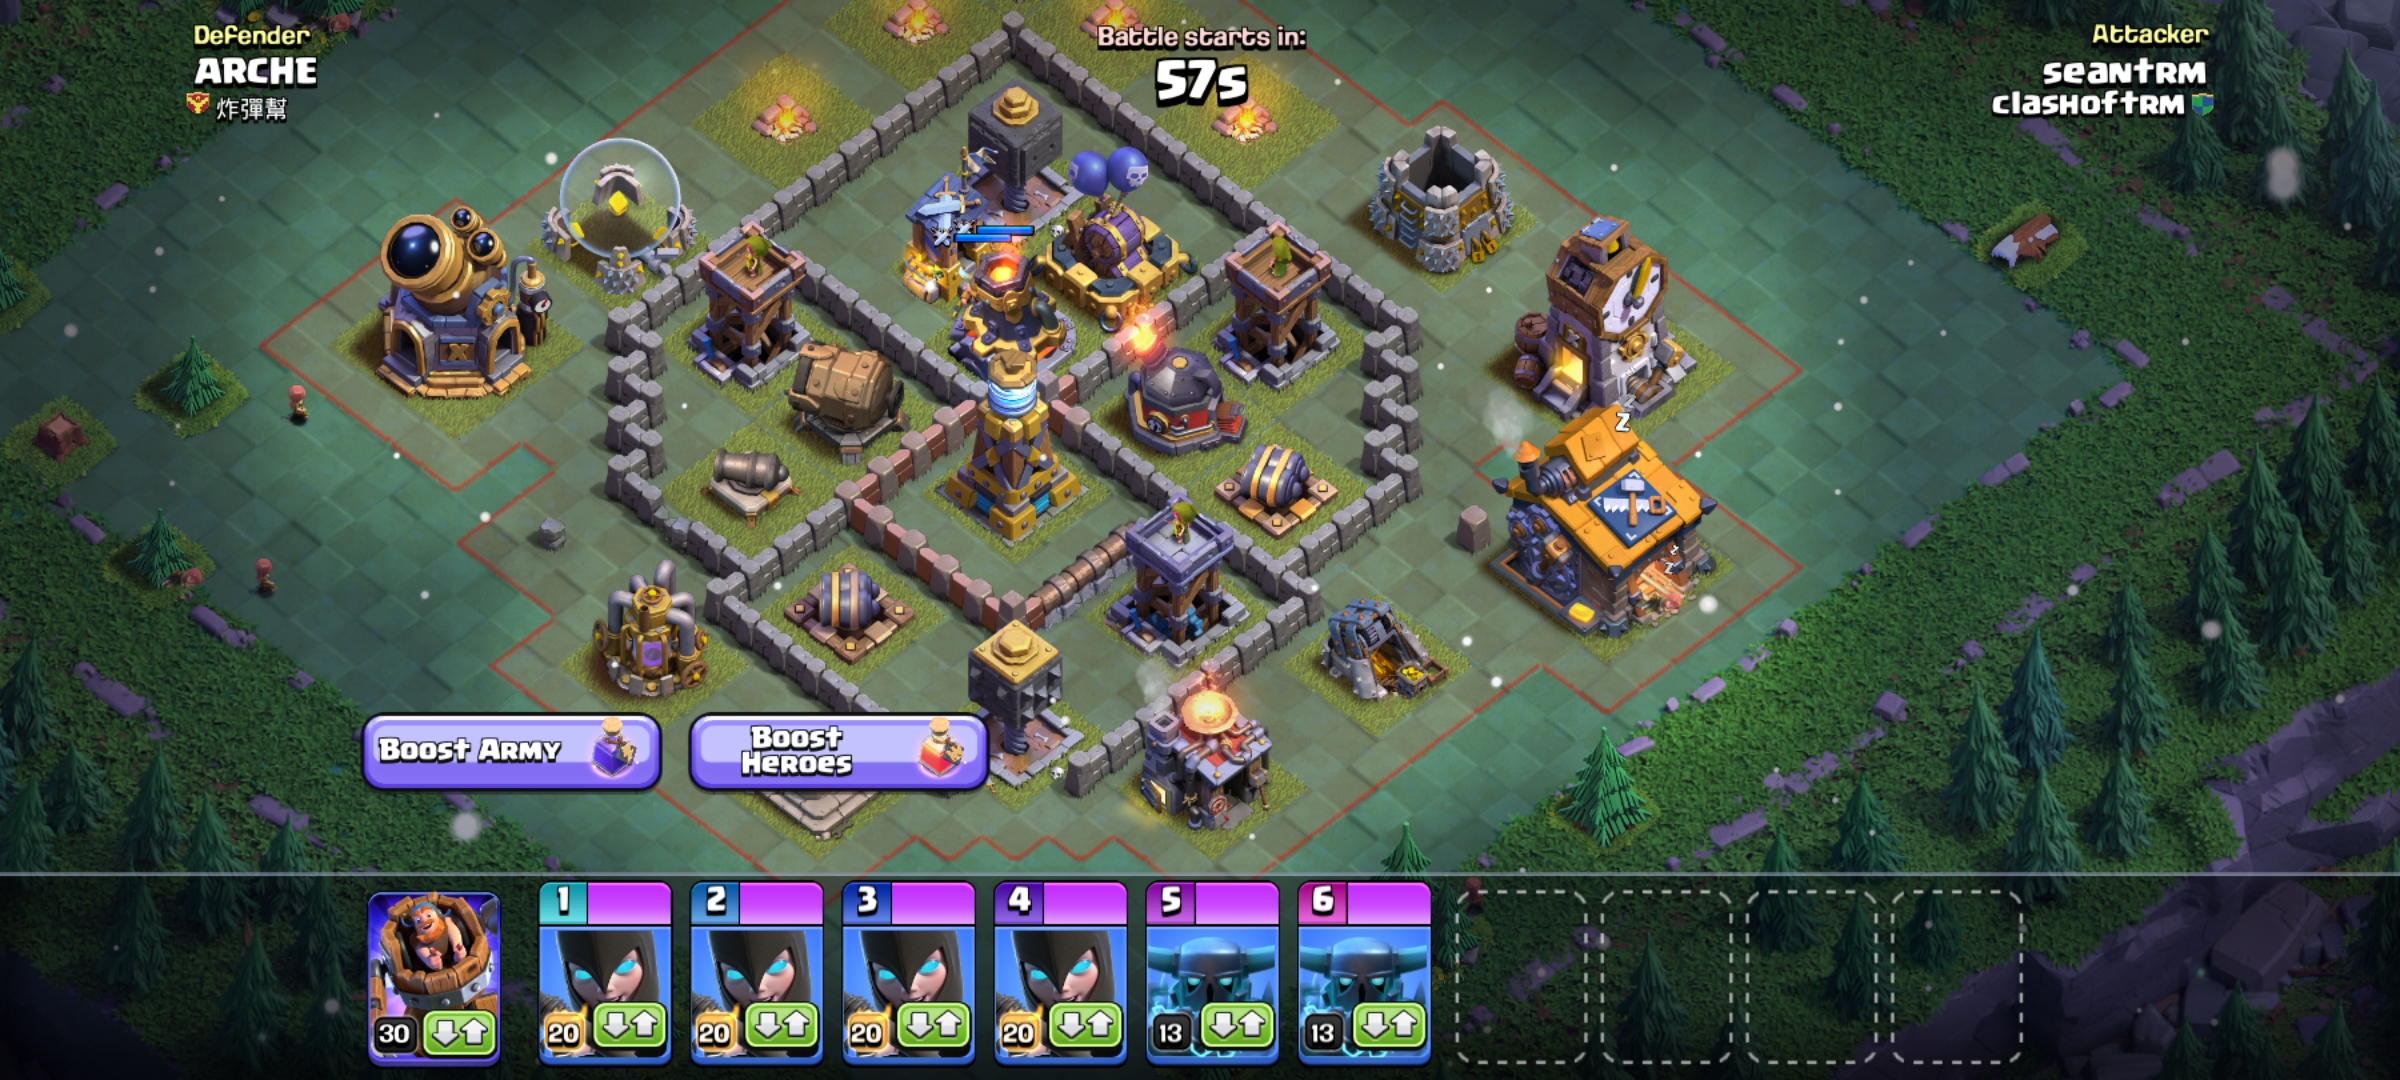 Defender
ARCHE
炸彈幫
Battle starts in:
57s
Attacker
seantRM
clashoftRM
z
z
z
z
Boost Army
Boost
Heroes
1
2
3
4
5
6
30
20
20
20
20
13
13